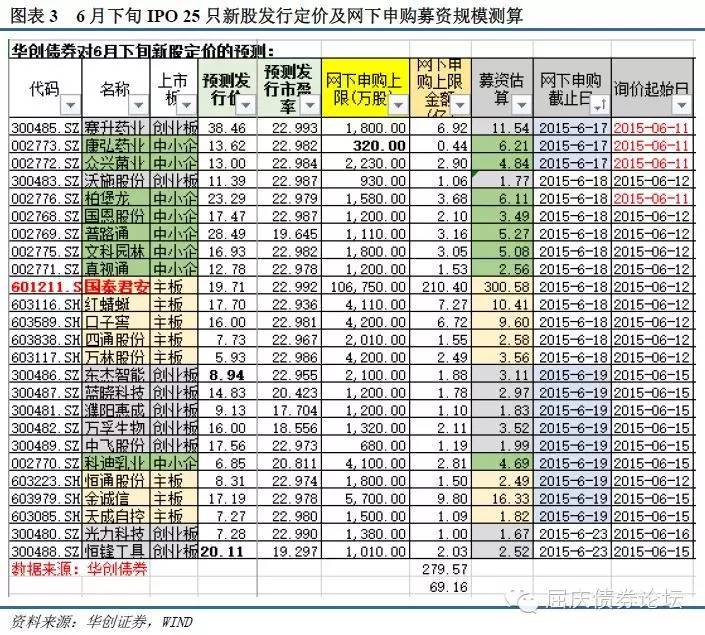 图表 3 6 月下旬 IPO 25 只新股发行定价及网下申购募资规模测算
华创债券对6月下旬新股定价的预测:
代码 名称 上市板 预测发行价 预测发行市盈率 网下申购上限(万股) 网下申购上限金额 募资估算 网下申购截止日 询价起始日
300485.SZ 赛升药业 创业板 38.46 22.993 1,800.00 6.92 11.54 2015-6-17 2015-06-11
002773.SZ 康弘药业 中小企 13.62 22.982 320.00 0.44 6.21 2015-6-17 2015-06-11
002772.SZ 众兴菌业 中小企 13.00 22.984 2,230.00 2.90 4.84 2015-6-17 2015-06-11
300483.SZ 沃施股份 创业板 11.39 22.987 930.00 1.06 1.77 2015-6-18 2015-06-12
002776.SZ 柏堡龙 中小企 23.29 22.979 1,580.00 3.68 6.11 2015-6-18 2015-06-11
002768.SZ 国恩股份 中小企 17.47 22.987 1,200.00 2.10 3.49 2015-6-18 2015-06-12
002769.SZ 普路通 中小企 28.49 19.645 1,110.00 3.16 5.27 2015-6-18 2015-06-12
002775.SZ 文科园林 中小企 16.93 22.982 1,800.00 3.05 5.08 2015-6-18 2015-06-12
002771.SZ 真视通 中小企 12.78 22.978 1,200.00 1.53 2.56 2015-6-18 2015-06-12
601211.S 国泰君安 主板 19.71 22.992 106,750.00 210.40 300.58 2015-6-18 2015-06-12
603116.SH 红蜻蜓 主板 17.70 22.936 4,110.00 7.27 10.41 2015-6-18 2015-06-12
603589.SH 口子窖 主板 16.00 22.981 4,200.00 6.72 9.60 2015-6-18 2015-06-12
603838.SH 四通股份 主板 7.73 22.967 2,010.00 1.55 2.58 2015-6-18 2015-06-12
603117.SH 万林股份 主板 5.93 22.986 4,200.00 2.49 3.56 2015-6-18 2015-06-12
300486.SZ 东杰智能 创业板 8.94 22.955 2,100.00 1.88 3.11 2015-6-19 2015-06-15
300487.SZ 蓝晓科技 创业板 14.83 20.423 1,200.00 1.78 2.97 2015-6-19 2015-06-15
300481.SZ 濮阳惠成 创业板 9.13 17.704 1,200.00 1.10 1.83 2015-6-19 2015-06-15
300482.SZ 万孚生物 创业板 16.00 18.556 1,320.00 2.11 3.52 2015-6-19 2015-06-15
300489.SZ 中飞股份 创业板 17.56 22.973 680.00 1.19 1.99 2015-6-19 2015-06-15
002770.SZ 科迪乳业 中小企 6.85 20.811 4,100.00 2.81 4.69 2015-6-19 2015-06-15
603223.SH 恒通股份 主板 8.31 22.974 1,800.00 1.50 2.49 2015-6-19 2015-06-15
603979.SH 金诚信 主板 17.19 22.978 5,700.00 9.80 16.33 2015-6-19 2015-06-15
603085.SH 天成自控 主板 7.27 22.980 1,500.00 1.09 1.82 2015-6-19 2015-06-15
300480.SZ 光力科技 创业板 7.28 22.990 1,380.00 1.00 1.67 2015-6-23 2015-06-16
300488.SZ 恒锋工具 创业板 20.11 19.297 1,010.00 2.03 2.52 2015-6-23 2015-06-15
数据来源: 华创债券 279.57
69.16
屈庆债券论坛
资料来源:华创证券,WIND